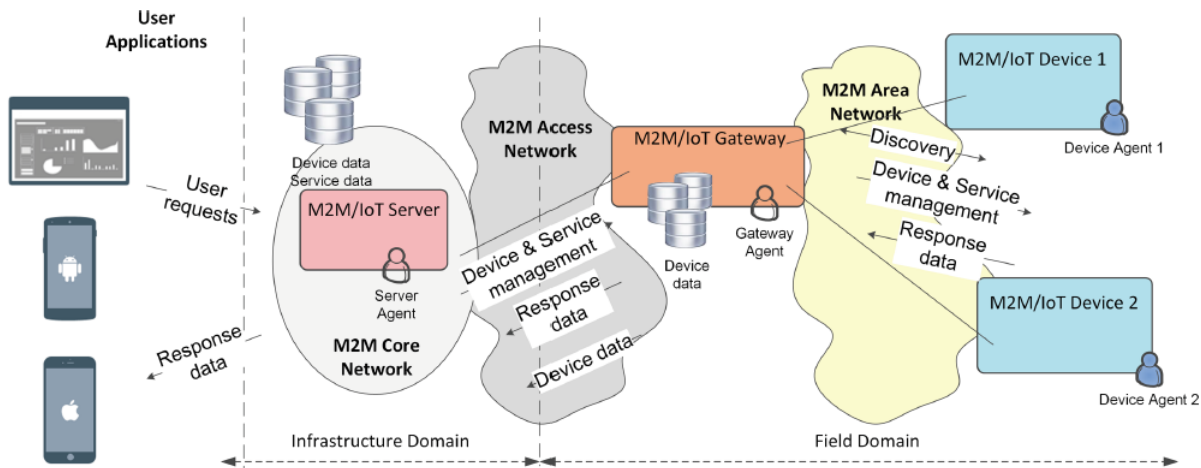 User
Applications
User
requests
Response
data
Device data
Service data
M2M/IoT Server
Server
Agent
M2M Core
Network
M2M Access
Network
Device & Service
management
Response
data
Device data
M2M/IoT Gateway
Device
data
Gateway
Agent
M2M Area
Network
Discovery
Device & Service
management
Response
data
M2M/IoT Device 1
Device Agent 1
M2M/IoT Device 2
Device Agent 2
Infrastructure Domain
Field Domain